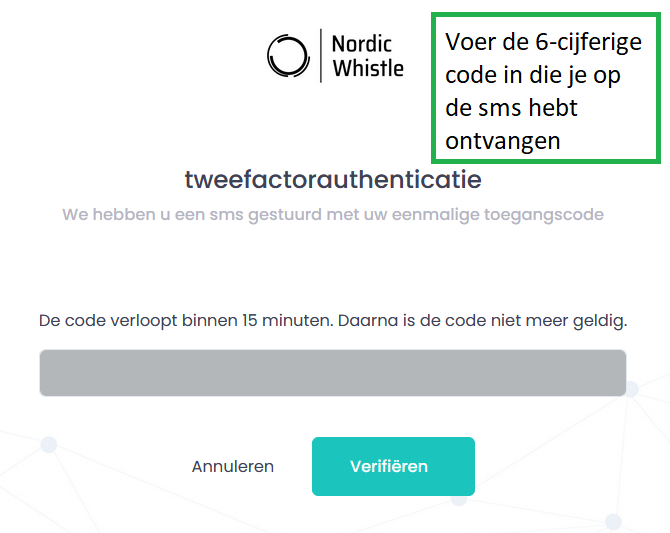 Nordic
Whistle
Voer de 6-cijferige
code in die je op
de sms hebt
ontvangen
tweefactorauthenticatie
We hebben u een sms gestuurd met uw eenmalige toegangscode
De code verloopt binnen 15 minuten. Daarna is de code niet meer geldig.
Annuleren
Verifiëren